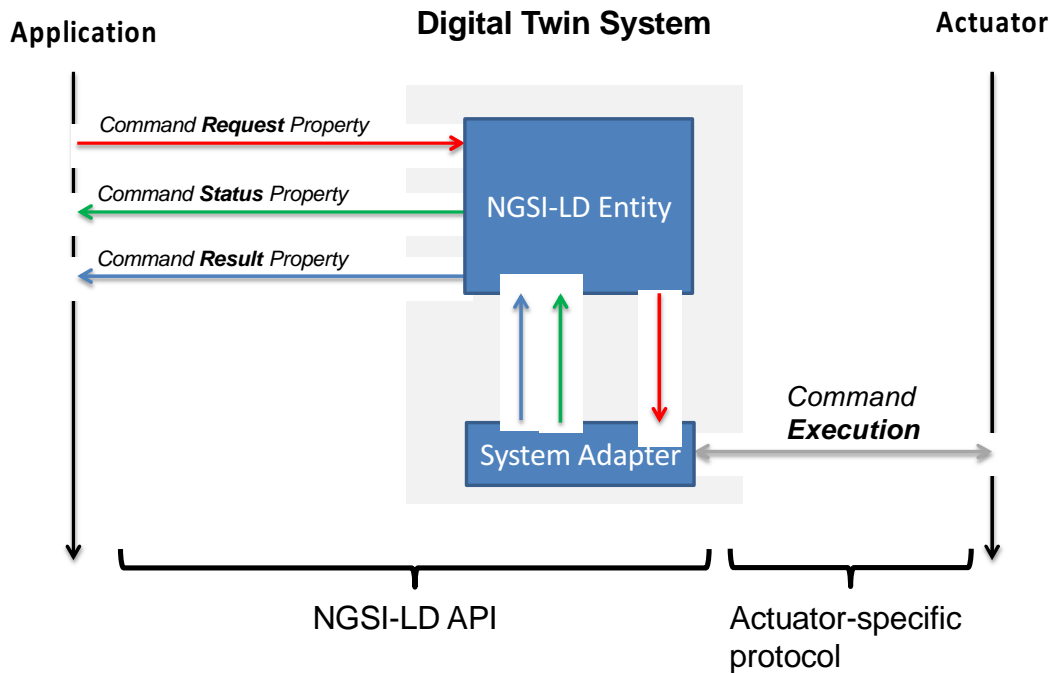 Digital Twin System
Application
Actuator
Command Request Property
Command Status Property
NGSI-LD Entity
Command Result Property
Command
Execution
System Adapter
NGSI-LD API
Actuator-specific
protocol